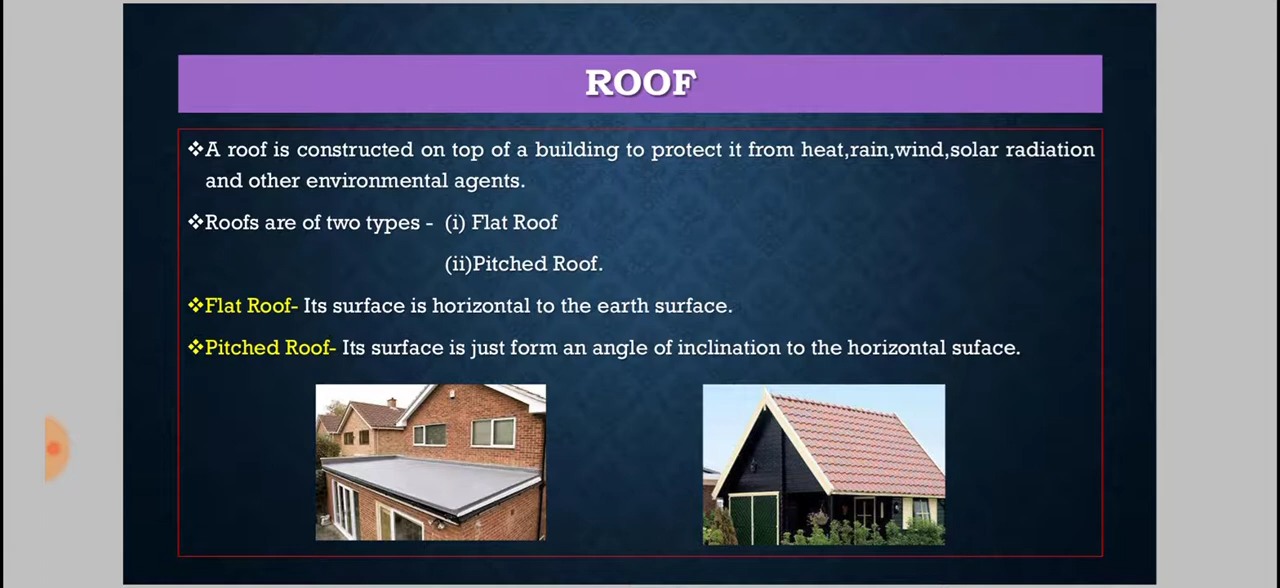 ROOF
❖A roof is constructed on top of a building to protect it from heat,rain,wind,solar radiation
and other environmental agents.
❖Roofs are of two types - (i) Flat Roof
(ii)Pitched Roof.
❖Flat Roof- Its surface is horizontal to the earth surface.
❖Pitched Roof- Its surface is just form an angle of inclination to the horizontal suface.